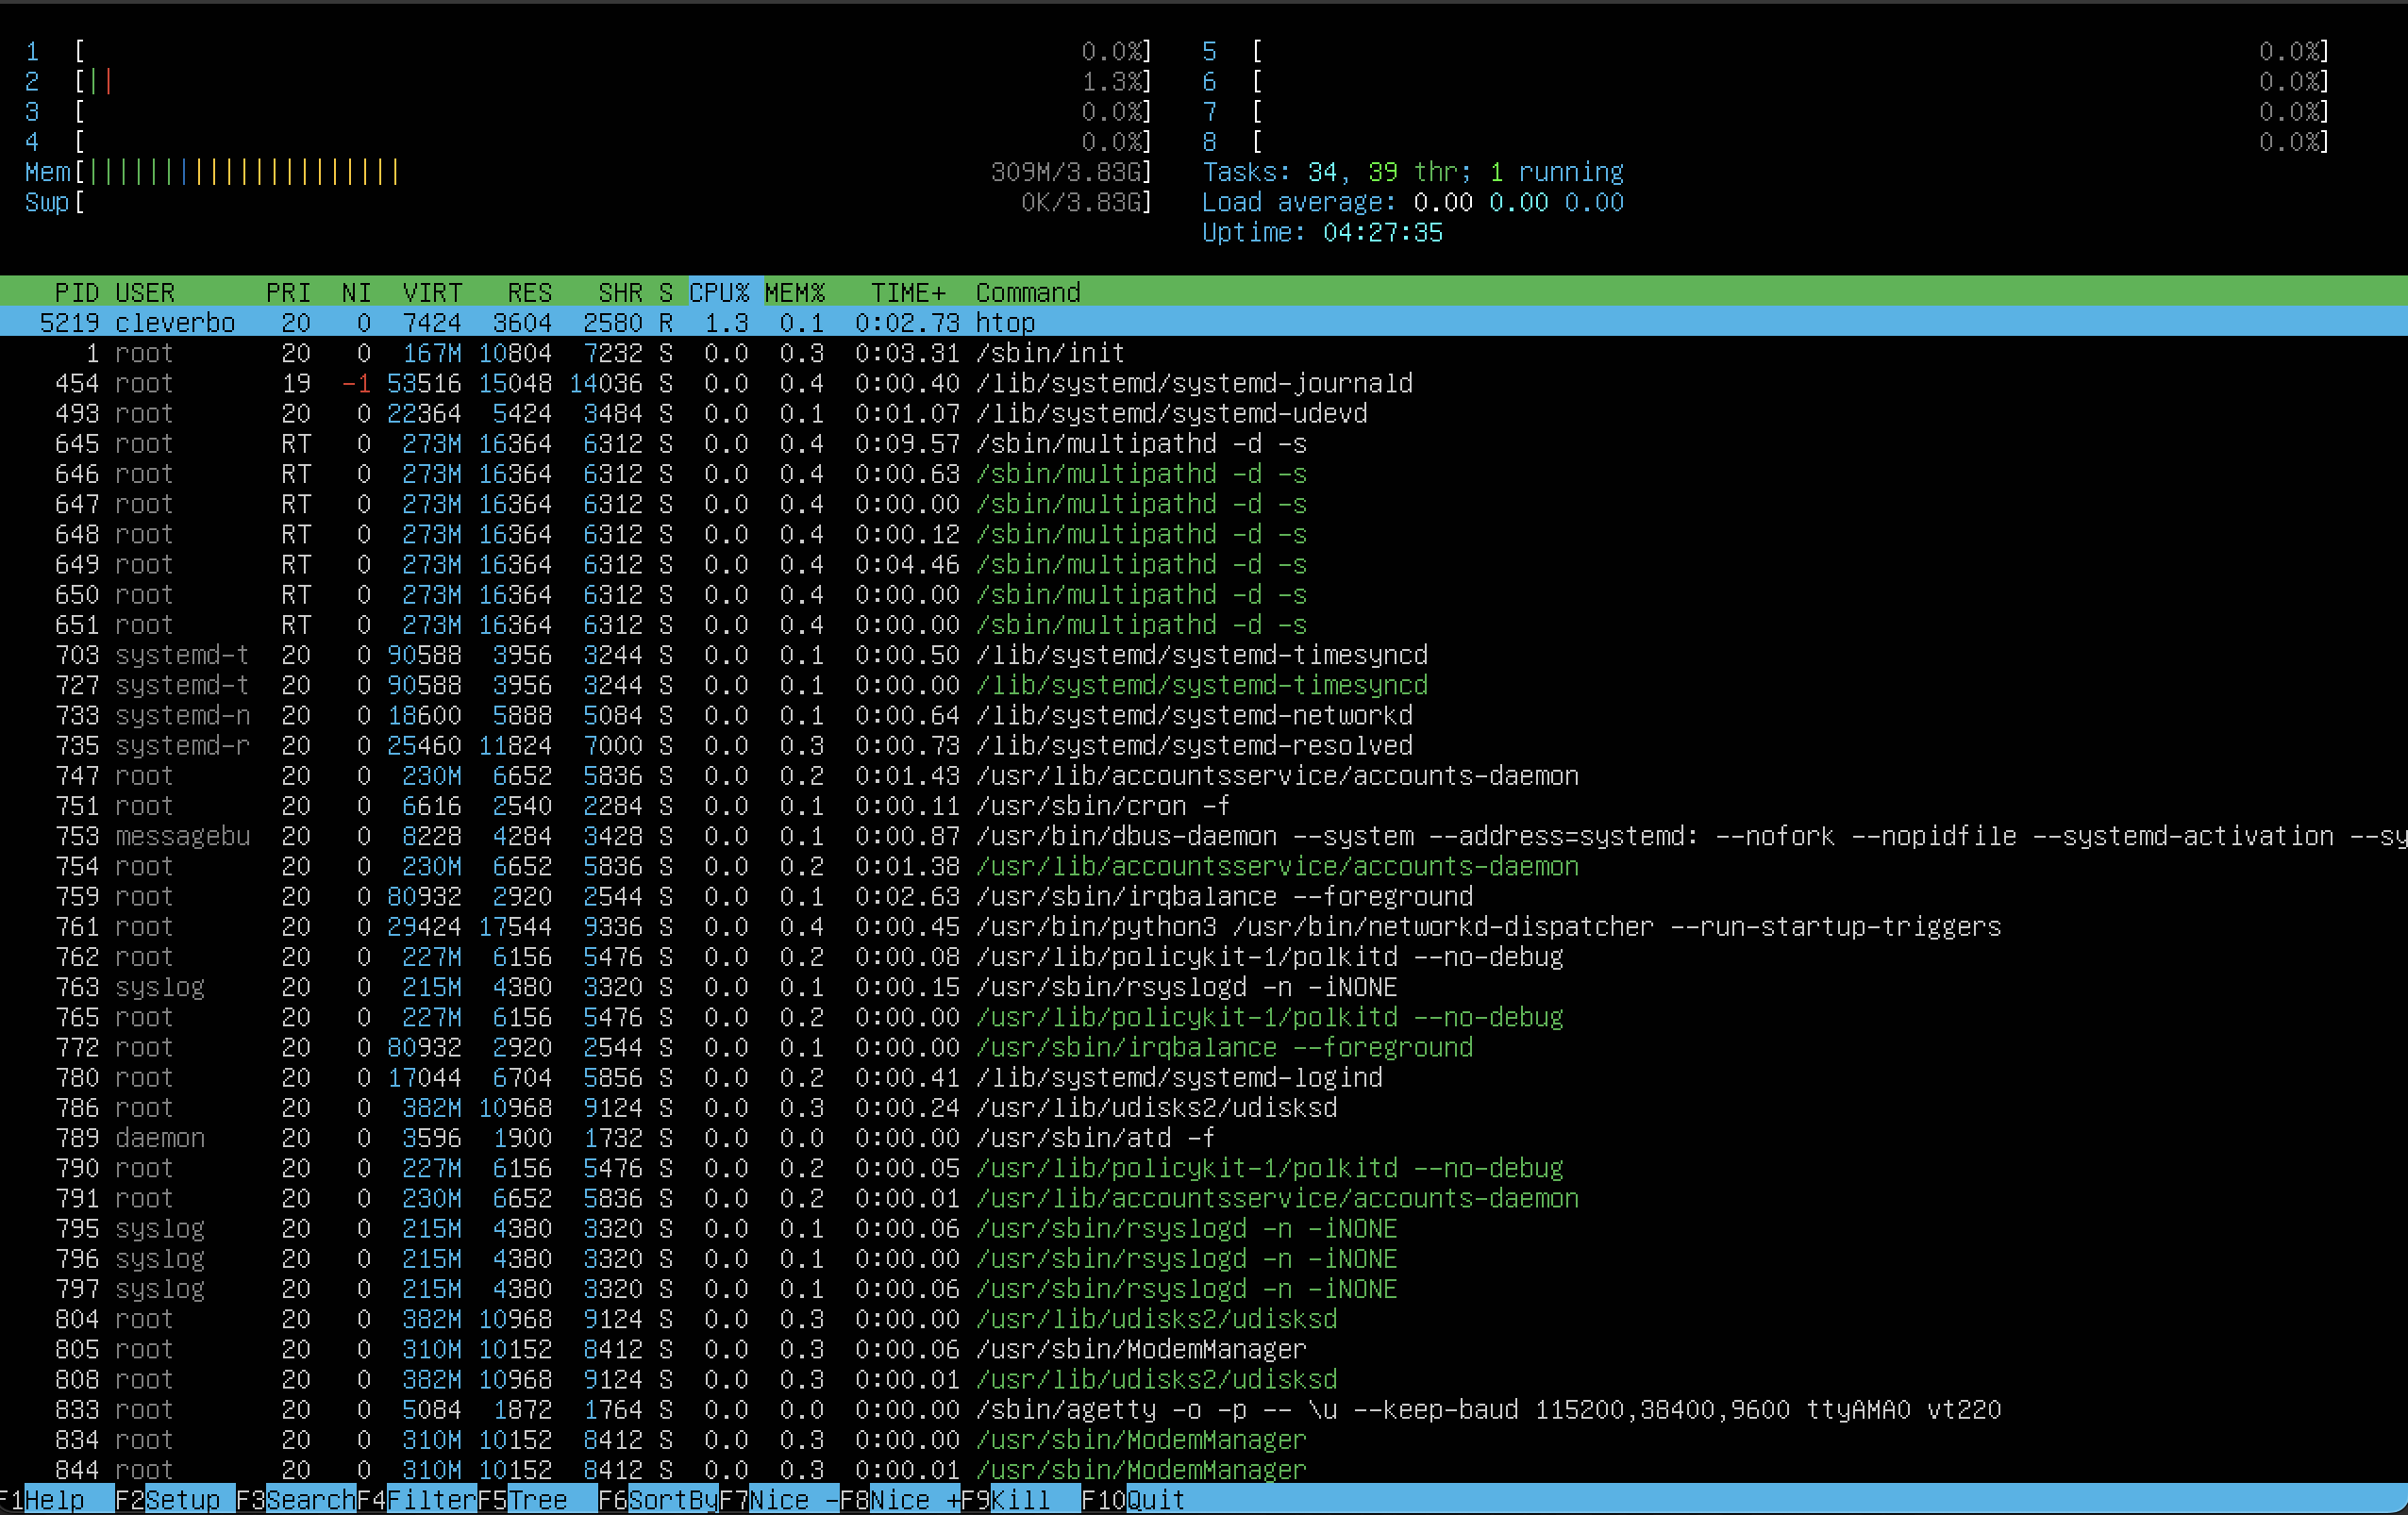 1 [ 0.0%] 5 [ 0.0%]
2 [|| 1.3%] 6 [ 0.0%]
3 [ 0.0%] 7 [ 0.0%]
4 [ 0.0%] 8 [ 0.0%]
Mem[||||||||||||||||||||| 309M/3.83G] Tasks: 34, 39 thr; 1 running
Swp[ 0K/3.83G] Load average: 0.00 0.00 0.00
Uptime: 04:27:35
PID USER PRI NI VIRT RES SHR S CPU% MEM% TIME+ Command
5219 cleverbo 20 0 7424 3604 2580 R 1.3 0.1 0:02.73 htop
1 root 20 0 167M 10804 7232 S 0.0 0.3 0:03.31 /sbin/init
454 root 19 -1 53516 15048 14036 S 0.0 0.4 0:00.40 /lib/systemd/systemd-journald
493 root 20 0 22364 5424 3484 S 0.0 0.1 0:01.07 /lib/systemd/systemd-udevd
645 root RT 0 273M 16364 6312 S 0.0 0.4 0:09.57 /sbin/multipathd -d -s
646 root RT 0 273M 16364 6312 S 0.0 0.4 0:00.63 /sbin/multipathd -d -s
647 root RT 0 273M 16364 6312 S 0.0 0.4 0:00.00 /sbin/multipathd -d -s
648 root RT 0 273M 16364 6312 S 0.0 0.4 0:00.12 /sbin/multipathd -d -s
649 root RT 0 273M 16364 6312 S 0.0 0.4 0:04.46 /sbin/multipathd -d -s
650 root RT 0 273M 16364 6312 S 0.0 0.4 0:00.00 /sbin/multipathd -d -s
651 root RT 0 273M 16364 6312 S 0.0 0.4 0:00.00 /sbin/multipathd -d -s
703 systemd-t 20 0 90588 3956 3244 S 0.0 0.1 0:00.50 /lib/systemd/systemd-timesyncd
727 systemd-t 20 0 90588 3956 3244 S 0.0 0.1 0:00.00 /lib/systemd/systemd-timesyncd
733 systemd-n 20 0 18600 5888 5084 S 0.0 0.1 0:00.64 /lib/systemd/systemd-networkd
735 systemd-r 20 0 25460 11824 7000 S 0.0 0.3 0:00.73 /lib/systemd/systemd-resolved
747 root 20 0 230M 6652 5836 S 0.0 0.2 0:01.43 /usr/lib/accountsservice/accounts-daemon
751 root 20 0 6616 2540 2284 S 0.0 0.1 0:00.11 /usr/sbin/cron -f
753 messagebu 20 0 8228 4284 3428 S 0.0 0.1 0:00.87 /usr/bin/dbus-daemon --system --address=systemd: --nofork --nopidfile --systemd-activation --sy
754 root 20 0 230M 6652 5836 S 0.0 0.2 0:01.38 /usr/lib/accountsservice/accounts-daemon
759 root 20 0 80932 2920 2544 S 0.0 0.1 0:02.63 /usr/sbin/irqbalance --foreground
761 root 20 0 29424 17544 9336 S 0.0 0.4 0:00.45 /usr/bin/python3 /usr/bin/networkd-dispatcher --run-startup-triggers
762 root 20 0 227M 6156 5476 S 0.0 0.2 0:00.08 /usr/lib/policykit-1/polkitd --no-debug
763 syslog 20 0 215M 4380 3320 S 0.0 0.1 0:00.15 /usr/sbin/rsyslogd -n -iNONE
765 root 20 0 227M 6156 5476 S 0.0 0.2 0:00.00 /usr/lib/policykit-1/polkitd --no-debug
772 root 20 0 80932 2920 2544 S 0.0 0.1 0:00.00 /usr/sbin/irqbalance --foreground
780 root 20 0 17044 6704 5856 S 0.0 0.2 0:00.41 /lib/systemd/systemd-logind
786 root 20 0 382M 10968 9124 S 0.0 0.3 0:00.24 /usr/lib/udisks2/udisksd
789 daemon 20 0 3596 1900 1732 S 0.0 0.0 0:00.00 /usr/sbin/atd -f
790 root 20 0 227M 6156 5476 S 0.0 0.2 0:00.05 /usr/lib/policykit-1/polkitd --no-debug
791 root 20 0 230M 6652 5836 S 0.0 0.2 0:00.01 /usr/lib/accountsservice/accounts-daemon
795 syslog 20 0 215M 4380 3320 S 0.0 0.1 0:00.06 /usr/sbin/rsyslogd -n -iNONE
796 syslog 20 0 215M 4380 3320 S 0.0 0.1 0:00.00 /usr/sbin/rsyslogd -n -iNONE
797 syslog 20 0 215M 4380 3320 S 0.0 0.1 0:00.06 /usr/sbin/rsyslogd -n -iNONE
804 root 20 0 382M 10968 9124 S 0.0 0.3 0:00.00 /usr/lib/udisks2/udisksd
805 root 20 0 310M 10152 8412 S 0.0 0.3 0:00.06 /usr/sbin/ModemManager
808 root 20 0 382M 10968 9124 S 0.0 0.3 0:00.01 /usr/lib/udisks2/udisksd
833 root 20 0 5084 1872 1764 S 0.0 0.0 0:00.00 /sbin/agetty -o -p -- \u --keep-baud 115200,38400,9600 ttyAMA0 vt220
834 root 20 0 310M 10152 8412 S 0.0 0.3 0:00.00 /usr/sbin/ModemManager
844 root 20 0 310M 10152 8412 S 0.0 0.3 0:00.01 /usr/sbin/ModemManager
F1Help F2Setup F3SearchF4FilterF5Tree F6SortByF7Nice -F8Nice +F9Kill F10Quit